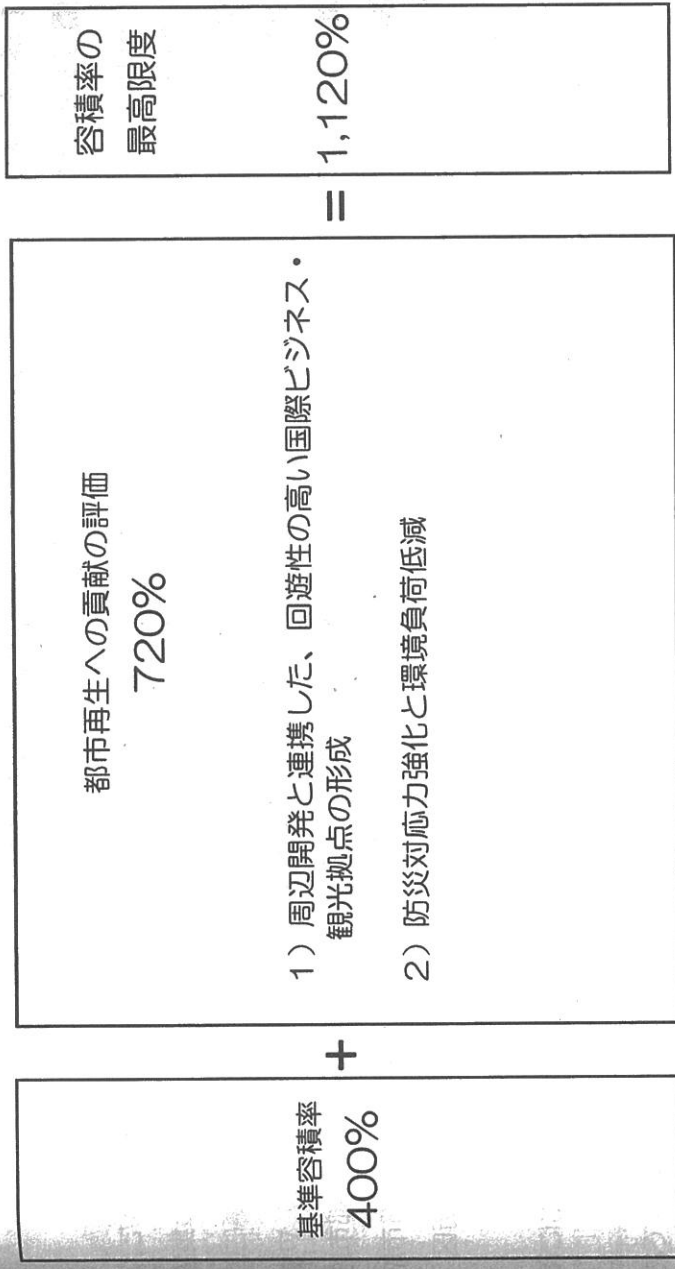 基準容積率
400%
+
都市再生への貢献の評価
720%
1）周辺開発と連携した、回遊性の高い国際ビジネス・
観光拠点の形成
2）防災対応力強化と環境負荷低減
=
容積率の
最高限度
1,120%